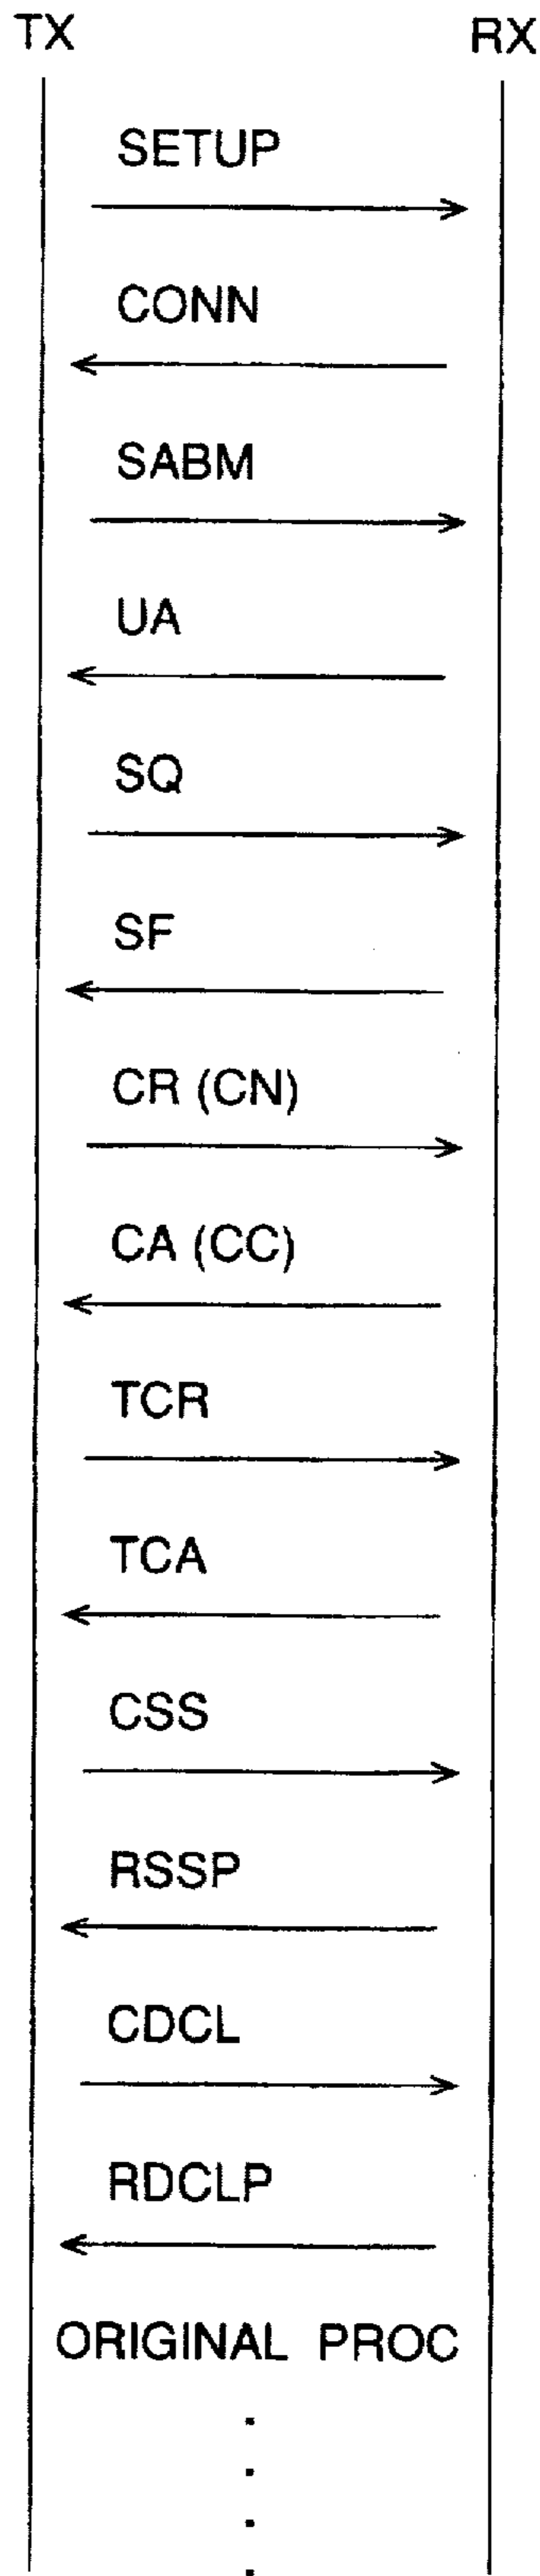 TX RX
SETUP
CONN
SABM
UA
SQ
SF
CR (CN)
CA (CC)
TCR
TCA
CSS
RSSP
CDCL
RDCLP
ORIGINAL PROC